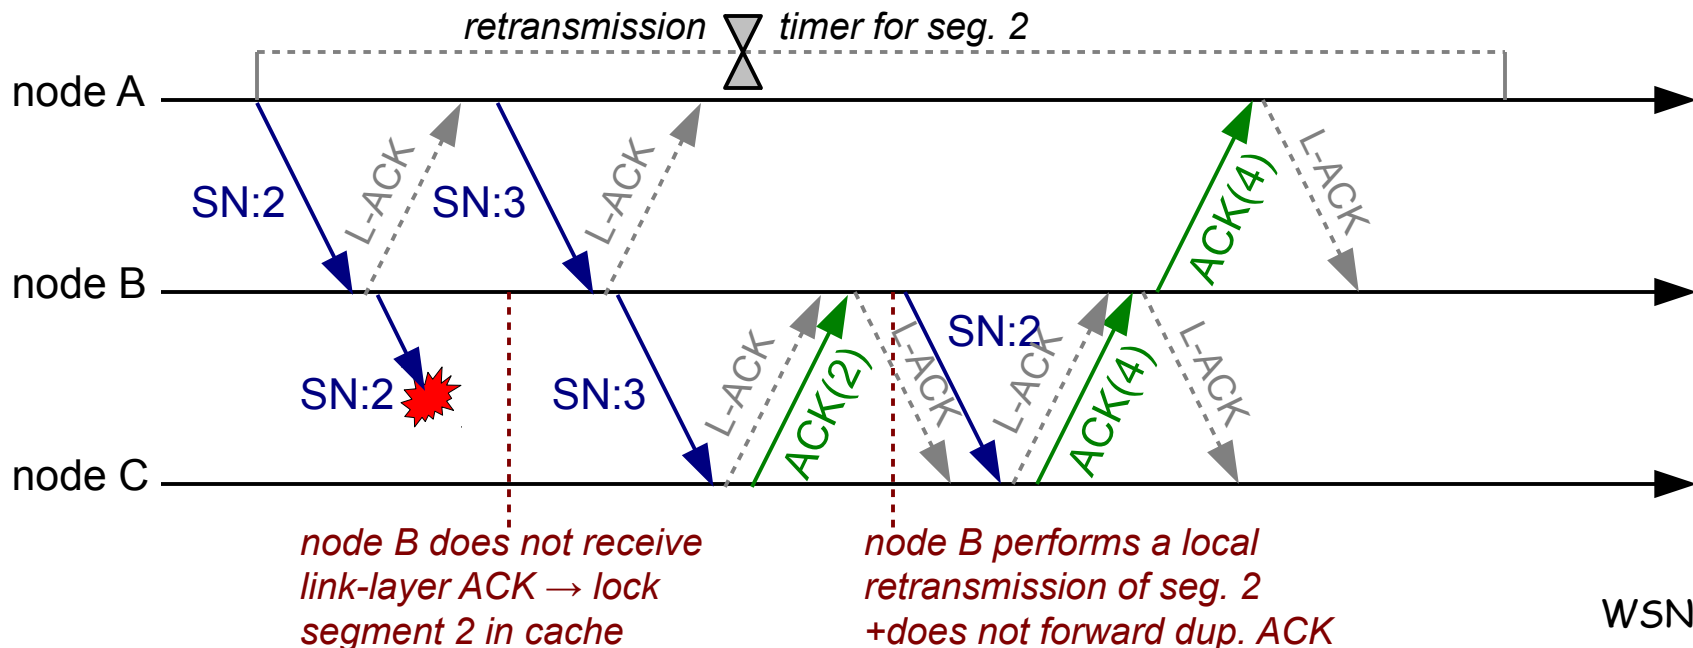 retransmission timer for seg. 2
node A
SN:2
L-ACK
SN:3
L-ACK
ACK(4)
L-ACK
node B
SN:2
SN:3
L-ACK
ACK(2)
L-ACK
SN:2
L-ACK
ACK(4)
L-ACK
node C
node B does not receive
link-layer ACK → lock
segment 2 in cache
node B performs a local
retransmission of seg. 2
+does not forward dup. ACK
WSN